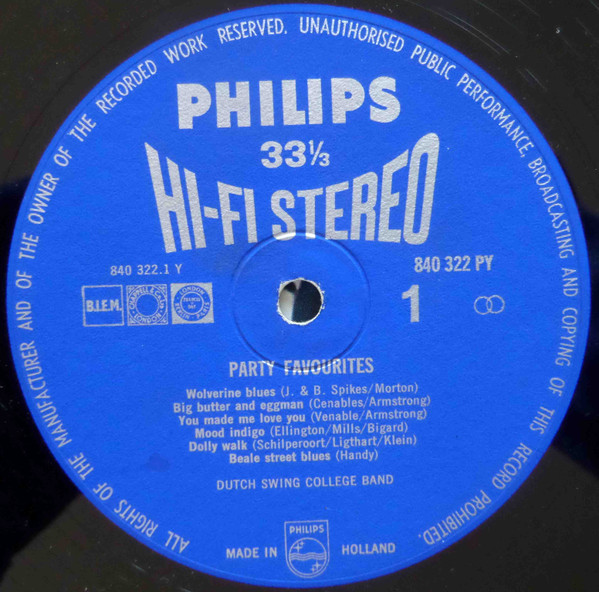 ALL RIGHTS OF THE MANUFACTURER AND OF THE OWNER OF THE RECORDED WORK RESERVED. UNAUTHORISED PUBLIC PERFORMANCE, BROADCASTING AND COPYING OF THIS RECORD PROHIBITED.
PHILIPS
33⅓
HI-FI STEREO
840 322.1 Y
840 322 PY
B.I.E.M.
CHAPPELL & Co. Ltd.
LONDON
1
PARTY FAVOURITES
Wolverine blues (J. & B. Spikes/Morton)
Big butter and eggman (Cenables/Armstrong)
You made me love you (Venable/Armstrong)
Mood indigo (Ellington/Mills/Bigard)
Dolly walk (Schilperoort/Ligthart/Klein)
Beale street blues (Handy)
DUTCH SWING COLLEGE BAND
PHILIPS
MADE IN HOLLAND